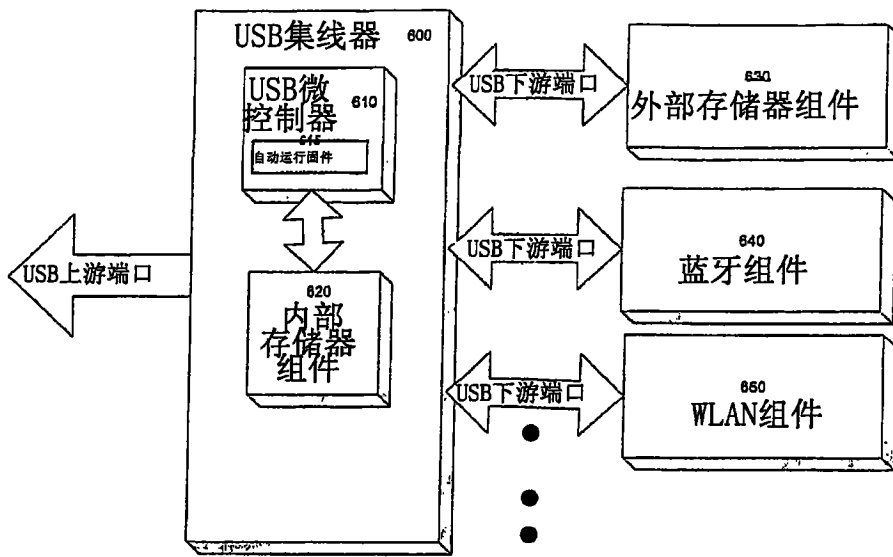 USB集线器 600
USB微
控制器
610
615
自动运行固件
620
内部
存储器
组件
USB上游端口
USB下游端口
630
外部存储器组件
USB下游端口
640
蓝牙组件
USB下游端口
650
WLAN组件